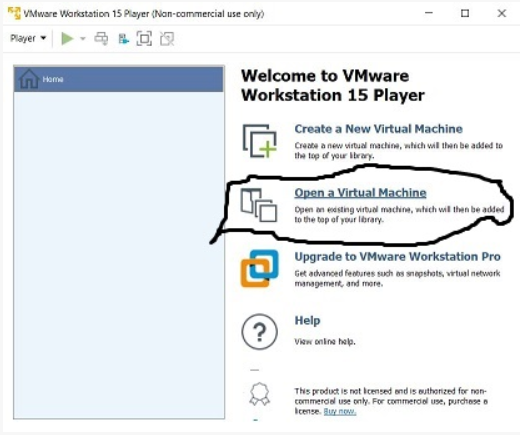 VMware Workstation 15 Player (Non-commercial use only)
Player
Home
Welcome to VMware
Workstation 15 Player
Create a New Virtual Machine
Create a new virtual machine, which will then be added to
the top of your library.
Open a Virtual Machine
Open an existing virtual machine, which will then be added
to the top of your library.
Upgrade to VMware Workstation Pro
Get advanced features such as snapshots, virtual network
management, and more.
?
Help
View online help.
This product is not licensed and is authorized for non-
commercial use only. For commercial use, purchase a
license. Buy now.